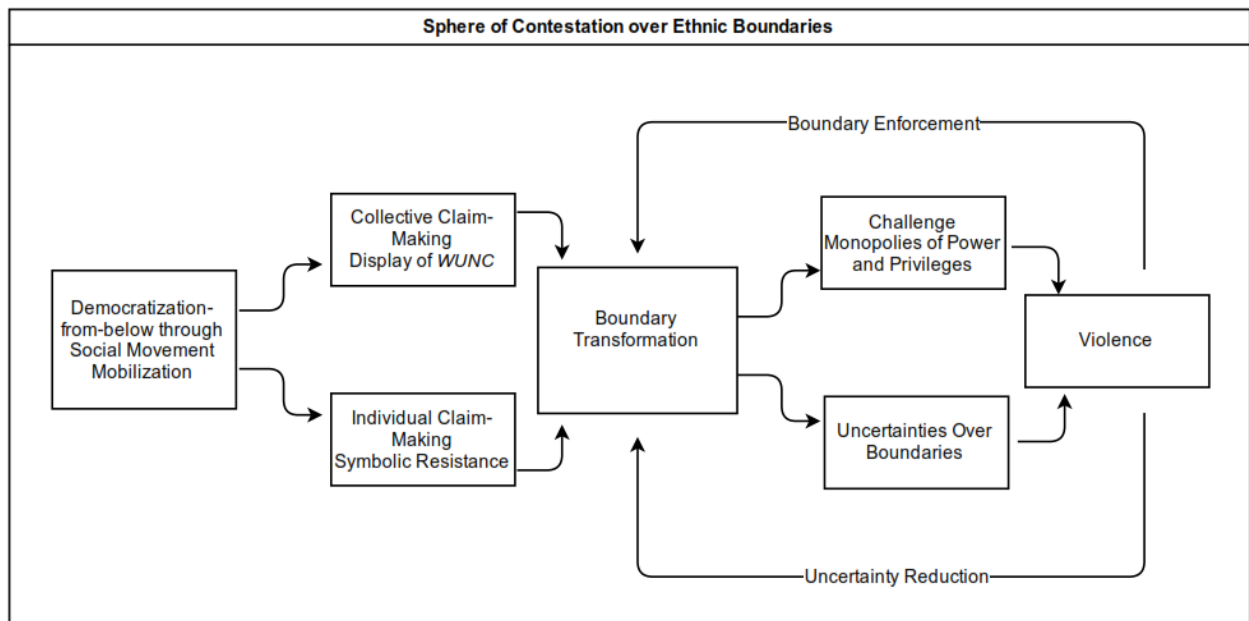 Sphere of Contestation over Ethnic Boundaries
Boundary Enforcement
Collective Claim-
Making
Display of WUNC
Challenge
Monopolies of Power
and Privileges
Democratization-
from-below through
Social Movement
Mobilization
Boundary
Transformation
Violence
Individual Claim-
Making
Symbolic Resistance
Uncertainties Over
Boundaries
Uncertainty Reduction